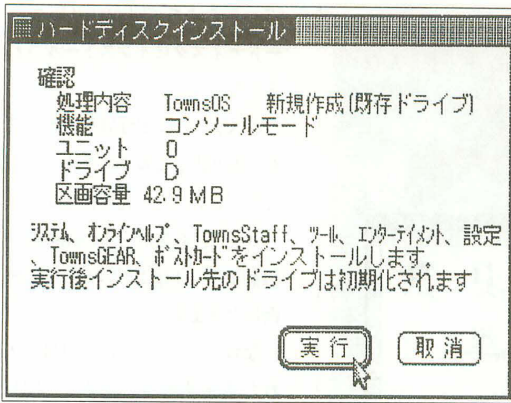 ハードディスクインストール
確認
処理内容 TownsOS 新規作成(既存ドライブ)
機能 コンソールモード
ユニット 0
ドライブ D
区画容量 42.9MB
ｼｽﾃﾑ、ｵﾝﾗｲﾝﾍﾙﾌﾟ、TownsStaff、ﾂｰﾙ、ｴﾝﾀｰﾃｲﾒﾝﾄ、設定
、TownsGEAR、ﾎﾟｽﾄｶｰﾄﾞをインストールします。
実行後インストール先のドライブは初期化されます
実行 取消